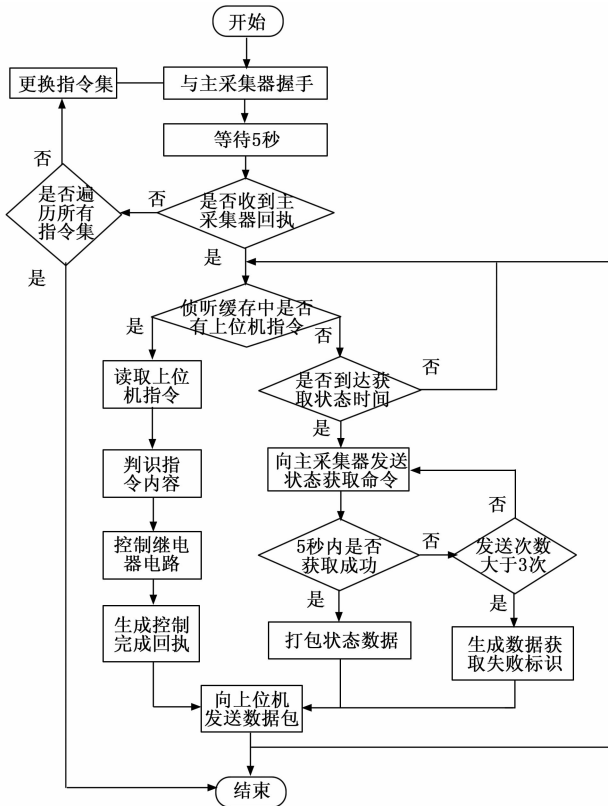 开始
更换指令集
与主采集器握手
等待5秒
否
是否遍
历所有
指令集
否
是否收到主
采集器回执
是
是
侦听缓存中是否
有上位机指令
是
否
读取上位
机指令
是否到达获
取状态时间
否
是
判识指
令内容
向主采集器发送
状态获取命令
否
控制继电
器电路
5秒内是否
获取成功
否
发送次数
大于3次
是
是
生成控制
完成回执
打包状态数据
生成数据获
取失败标识
向上位机
发送数据包
结束